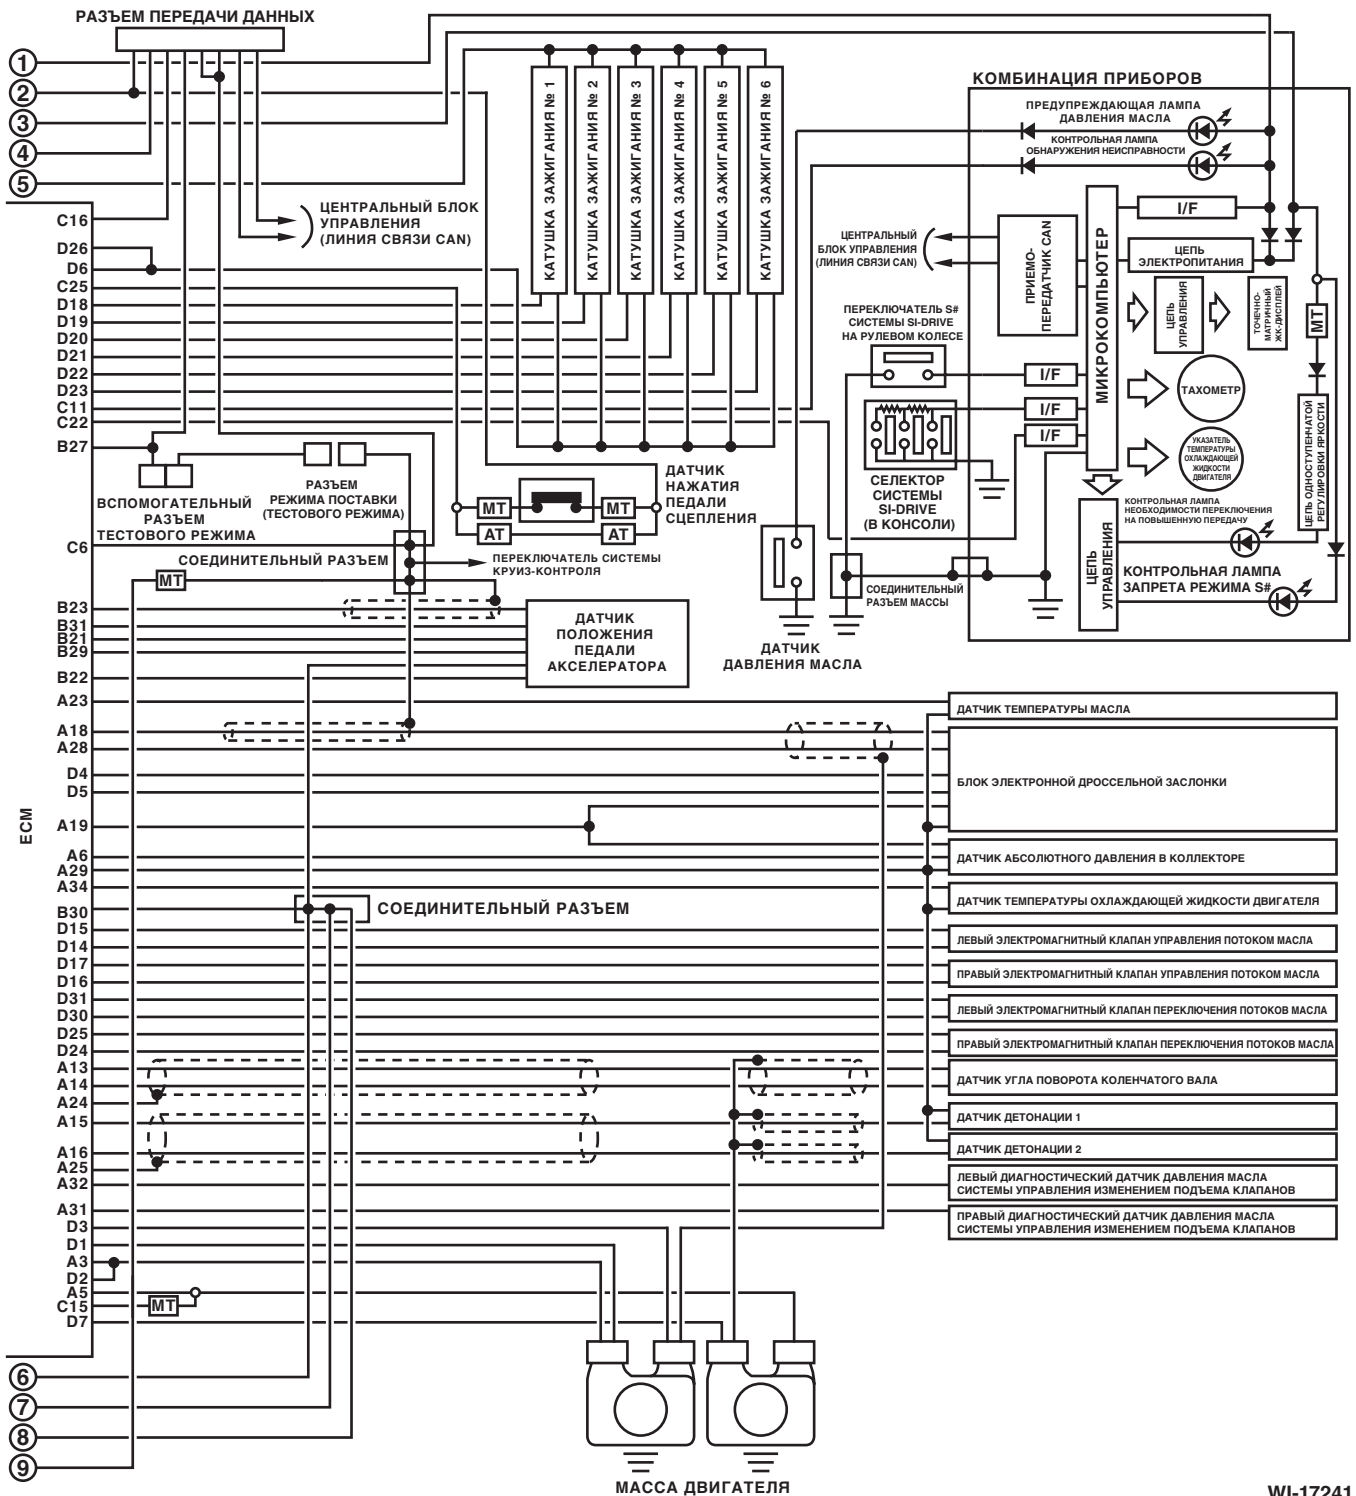 РАЗЪЕМ ПЕРЕДАЧИ ДАННЫХ
1
2
3
4
5
КАТУШКА ЗАЖИГАНИЯ № 1
КАТУШКА ЗАЖИГАНИЯ № 2
КАТУШКА ЗАЖИГАНИЯ № 3
КАТУШКА ЗАЖИГАНИЯ № 4
КАТУШКА ЗАЖИГАНИЯ № 5
КАТУШКА ЗАЖИГАНИЯ № 6
КОМБИНАЦИЯ ПРИБОРОВ
ПРЕДУПРЕЖДАЮЩАЯ ЛАМПА
ДАВЛЕНИЯ МАСЛА
КОНТРОЛЬНАЯ ЛАМПА
ОБНАРУЖЕНИЯ НЕИСПРАВНОСТИ
ЦЕНТРАЛЬНЫЙ БЛОК
УПРАВЛЕНИЯ
(ЛИНИЯ СВЯЗИ CAN)
ЦЕНТРАЛЬНЫЙ
БЛОК УПРАВЛЕНИЯ
(ЛИНИЯ СВЯЗИ CAN)
ПРИЕМО-
ПЕРЕДАТЧИК CAN
МИКРОКОМПЬЮТЕР
I/F
ЦЕПЬ
ЭЛЕКТРОПИТАНИЯ
ЦЕПЬ
УПРАВЛЕНИЯ
ТОЧЕЧНО-
МАТРИЧНЫЙ
ЖК-ДИСПЛЕЙ
MT
ПЕРЕКЛЮЧАТЕЛЬ S#
СИСТЕМЫ SI-DRIVE
НА РУЛЕВОМ КОЛЕСЕ
I/F
I/F
I/F
ТАХОМЕТР
УКАЗАТЕЛЬ
ТЕМПЕРАТУРЫ
ОХЛАЖДАЮЩЕЙ
ЖИДКОСТИ
ДВИГАТЕЛЯ
ЦЕПЬ ОДНОСТУПЕНЧАТОЙ
РЕГУЛИРОВКИ ЯРКОСТИ
СЕЛЕКТОР
СИСТЕМЫ
SI-DRIVE
(В КОНСОЛИ)
КОНТРОЛЬНАЯ ЛАМПА
НЕОБХОДИМОСТИ ПЕРЕКЛЮЧЕНИЯ
НА ПОВЫШЕННУЮ ПЕРЕДАЧУ
ЦЕПЬ
УПРАВЛЕНИЯ
КОНТРОЛЬНАЯ ЛАМПА
ЗАПРЕТА РЕЖИМА S#
C16
D26
D6
C25
D18
D19
D20
D21
D22
D23
C11
C22
B27
ВСПОМОГАТЕЛЬНЫЙ
РАЗЪЕМ
ТЕСТОВОГО РЕЖИМА
РАЗЪЕМ
РЕЖИМА ПОСТАВКИ
(ТЕСТОВОГО РЕЖИМА)
MT
MT
AT
AT
ДАТЧИК
НАЖАТИЯ
ПЕДАЛИ
СЦЕПЛЕНИЯ
C6
СОЕДИНИТЕЛЬНЫЙ РАЗЪЕМ
ПЕРЕКЛЮЧАТЕЛЬ СИСТЕМЫ
КРУИЗ-КОНТРОЛЯ
MT
СОЕДИНИТЕЛЬНЫЙ
РАЗЪЕМ МАССЫ
ДАТЧИК
ДАВЛЕНИЯ МАСЛА
B23
B31
B21
B29
B22
ДАТЧИК
ПОЛОЖЕНИЯ
ПЕДАЛИ
АКСЕЛЕРАТОРА
A23
A18
A28
D4
D5
A19
A6
A29
A34
B30
D15
D14
D17
D16
D31
D30
D25
D24
A13
A14
A24
A15
A16
A25
A32
A31
D3
D1
A3
D2
A5
C15
D7
ECM
СОЕДИНИТЕЛЬНЫЙ РАЗЪЕМ
MT
ДАТЧИК ТЕМПЕРАТУРЫ МАСЛА
БЛОК ЭЛЕКТРОННОЙ ДРОССЕЛЬНОЙ ЗАСЛОНКИ
ДАТЧИК АБСОЛЮТНОГО ДАВЛЕНИЯ В КОЛЛЕКТОРЕ
ДАТЧИК ТЕМПЕРАТУРЫ ОХЛАЖДАЮЩЕЙ ЖИДКОСТИ ДВИГАТЕЛЯ
ЛЕВЫЙ ЭЛЕКТРОМАГНИТНЫЙ КЛАПАН УПРАВЛЕНИЯ ПОТОКОМ МАСЛА
ПРАВЫЙ ЭЛЕКТРОМАГНИТНЫЙ КЛАПАН УПРАВЛЕНИЯ ПОТОКОМ МАСЛА
ЛЕВЫЙ ЭЛЕКТРОМАГНИТНЫЙ КЛАПАН ПЕРЕКЛЮЧЕНИЯ ПОТОКОВ МАСЛА
ПРАВЫЙ ЭЛЕКТРОМАГНИТНЫЙ КЛАПАН ПЕРЕКЛЮЧЕНИЯ ПОТОКОВ МАСЛА
ДАТЧИК УГЛА ПОВОРОТА КОЛЕНЧАТОГО ВАЛА
ДАТЧИК ДЕТОНАЦИИ 1
ДАТЧИК ДЕТОНАЦИИ 2
ЛЕВЫЙ ДИАГНОСТИЧЕСКИЙ ДАТЧИК ДАВЛЕНИЯ МАСЛА
СИСТЕМЫ УПРАВЛЕНИЯ ИЗМЕНЕНИЕМ ПОДЪЕМА КЛАПАНОВ
ПРАВЫЙ ДИАГНОСТИЧЕСКИЙ ДАТЧИК ДАВЛЕНИЯ МАСЛА
СИСТЕМЫ УПРАВЛЕНИЯ ИЗМЕНЕНИЕМ ПОДЪЕМА КЛАПАНОВ
6
7
8
9
МАССА ДВИГАТЕЛЯ
WI-17241